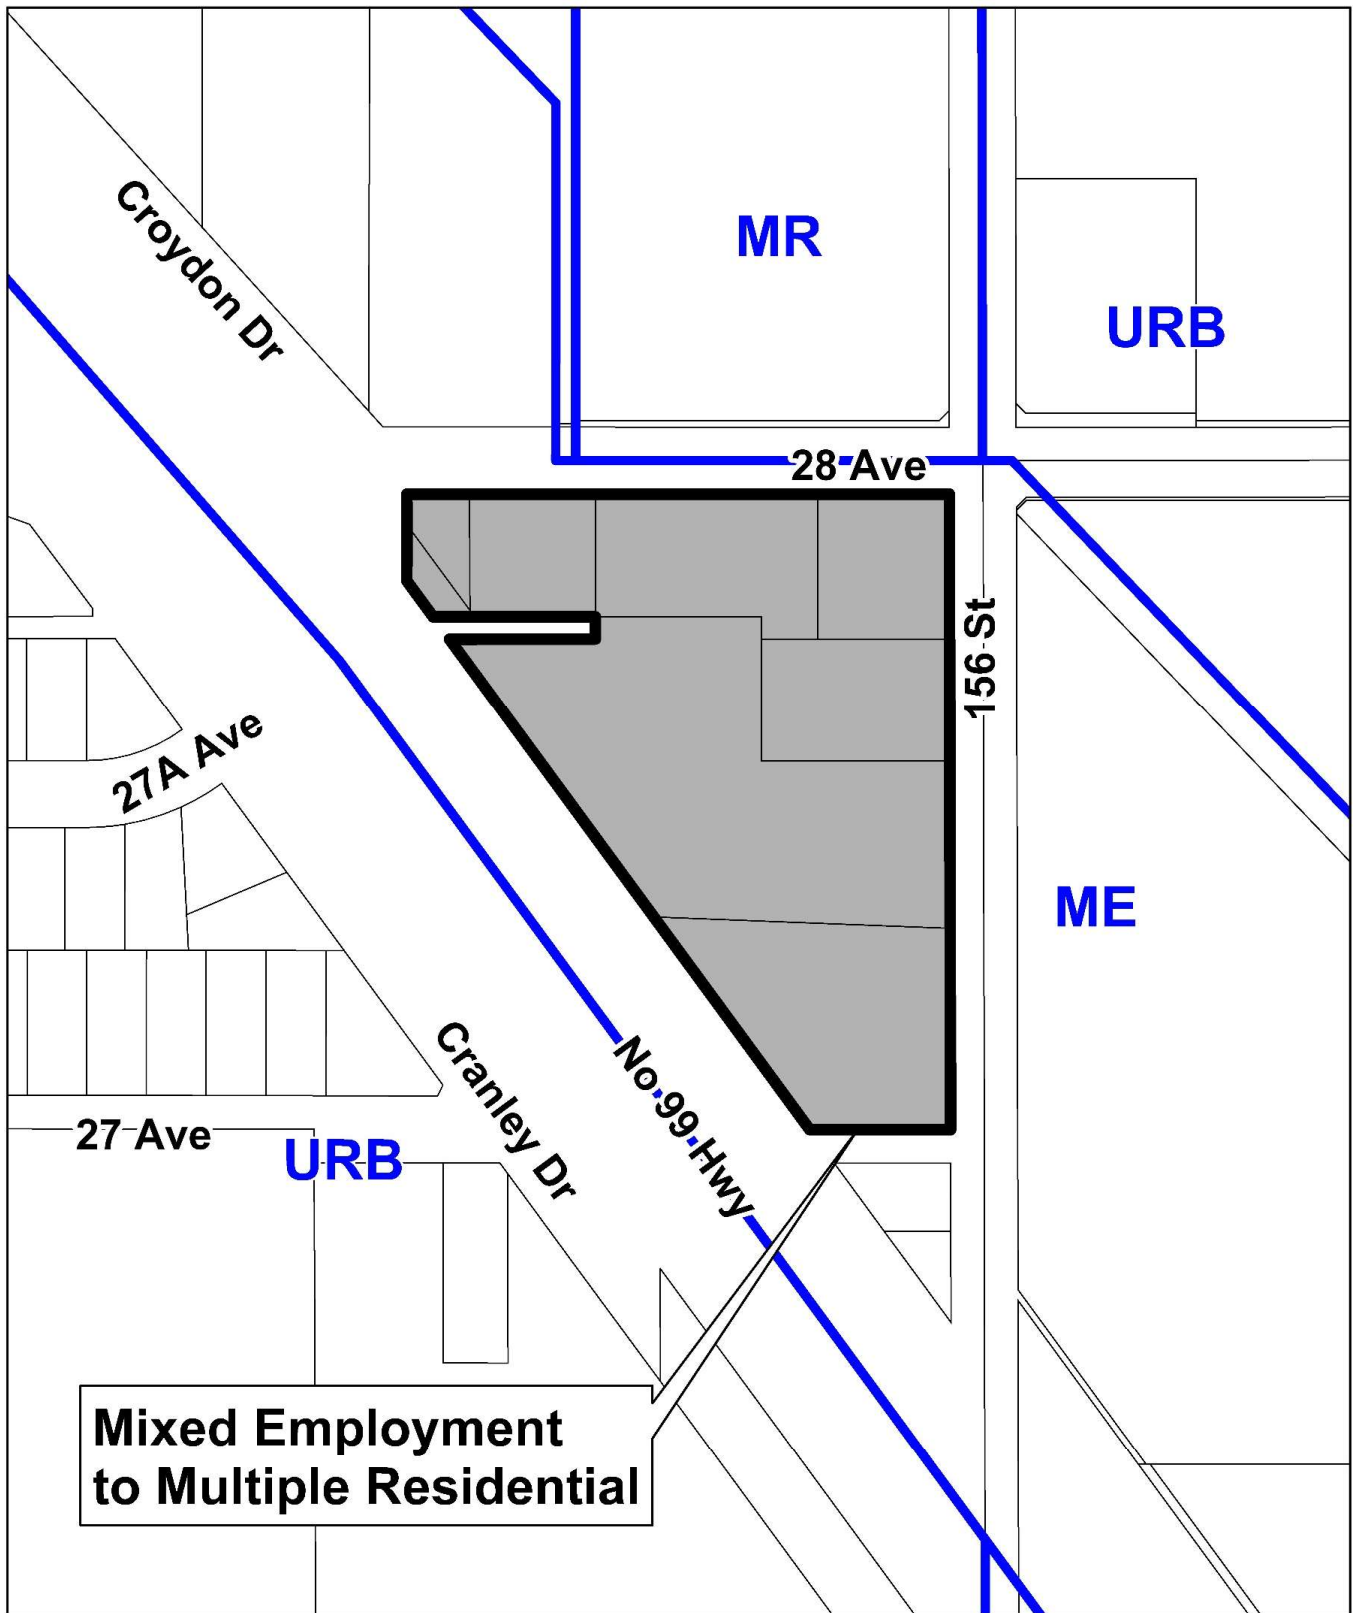 Croydon Dr
MR
URB
28 Ave
156 St
27A Ave
ME
Cranley Dr
No 99 Hwy
27 Ave
URB
Mixed Employment
to Multiple Residential